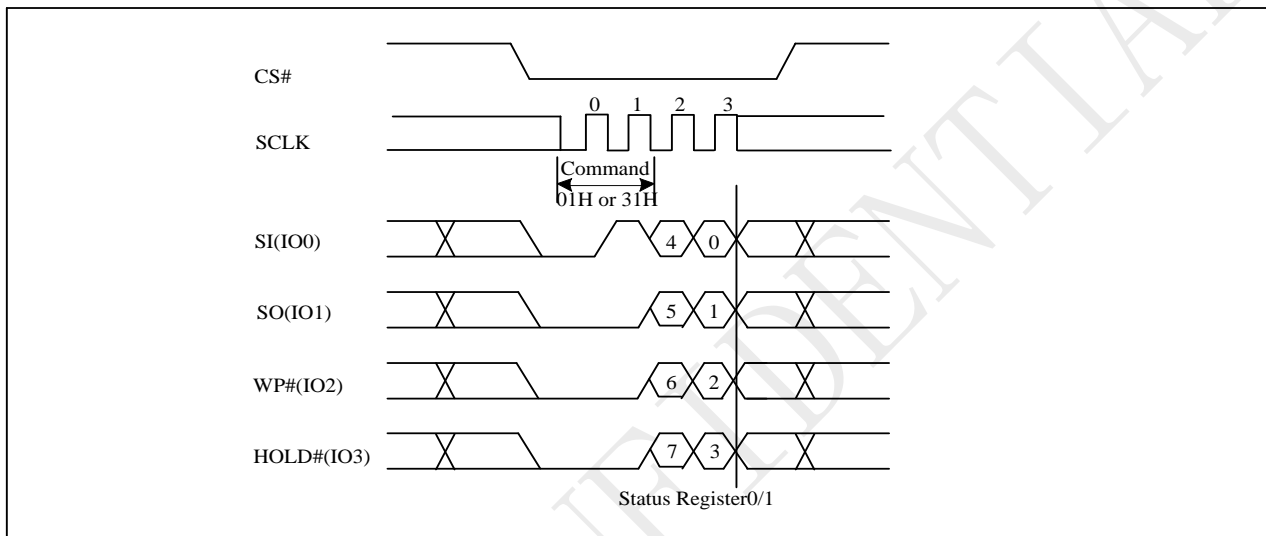 CS#
0 1 2 3
SCLK
Command
01H or 31H
SI(IO0) 4 0
SO(IO1) 5 1
WP#(IO2) 6 2
HOLD#(IO3) 7 3
Status Register0/1